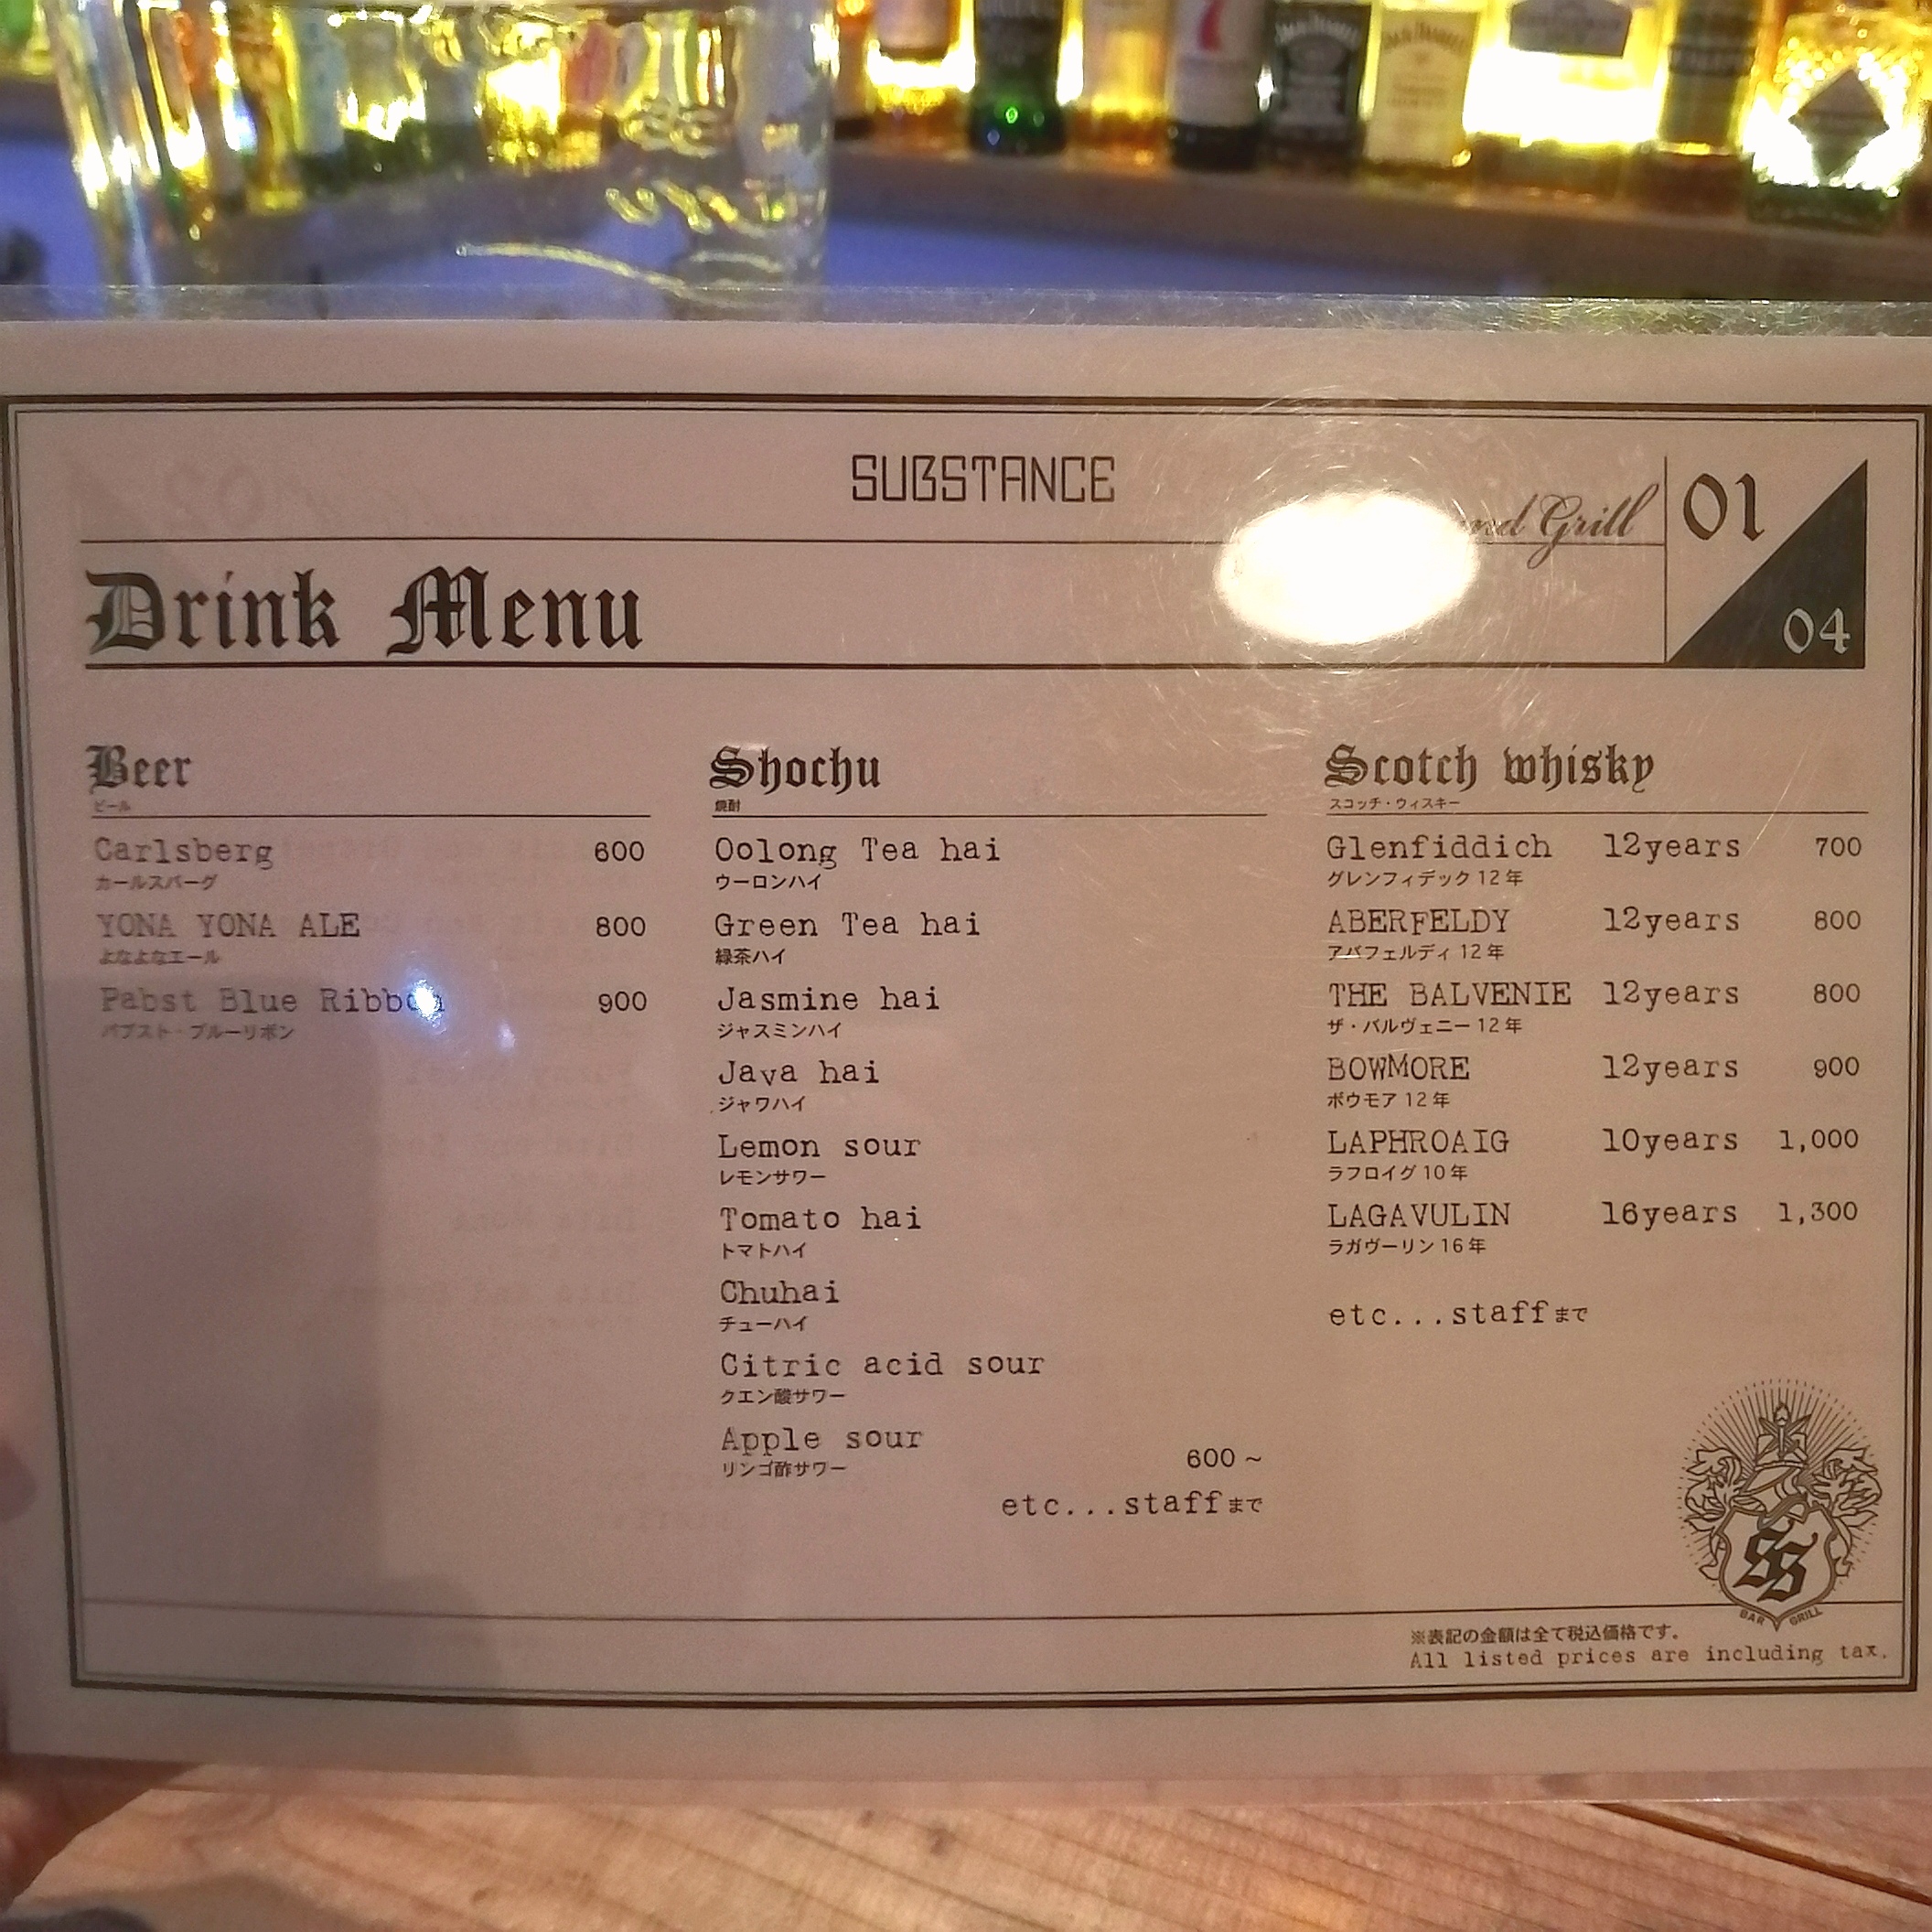 SUBSTANCE
Grill
01
04
Drink Menu
Beer
ビール
Carlsberg 600
カールスバーグ
YONA YONA ALE 800
よなよなエール
Pabst Blue Ribbon 900
パブスト・ブルーリボン
Shochu
焼酎
Oolong Tea hai
ウーロンハイ
Green Tea hai
緑茶ハイ
Jasmine hai
ジャスミンハイ
Java hai
ジャワハイ
Lemon sour
レモンサワー
Tomato hai
トマトハイ
Chuhai
チューハイ
Citric acid sour
クエン酸サワー
Apple sour
リンゴ酢サワー
600 ~
etc...staffまで
Scotch whisky
スコッチ・ウィスキー
Glenfiddich 12years 700
グレンフィデック 12 年
ABERFELDY 12years 800
アバフェルディ 12 年
THE BALVENIE 12years 800
ザ・バルヴェニー 12 年
BOWMORE 12years 900
ボウモア 12 年
LAPHROAIG 10years 1,000
ラフロイグ 10 年
LAGAVULIN 16years 1,300
ラガヴーリン 16 年
etc...staffまで
SS
BAR GRILL
※表記の金額は全て税込価格です。
All listed prices are including tax.